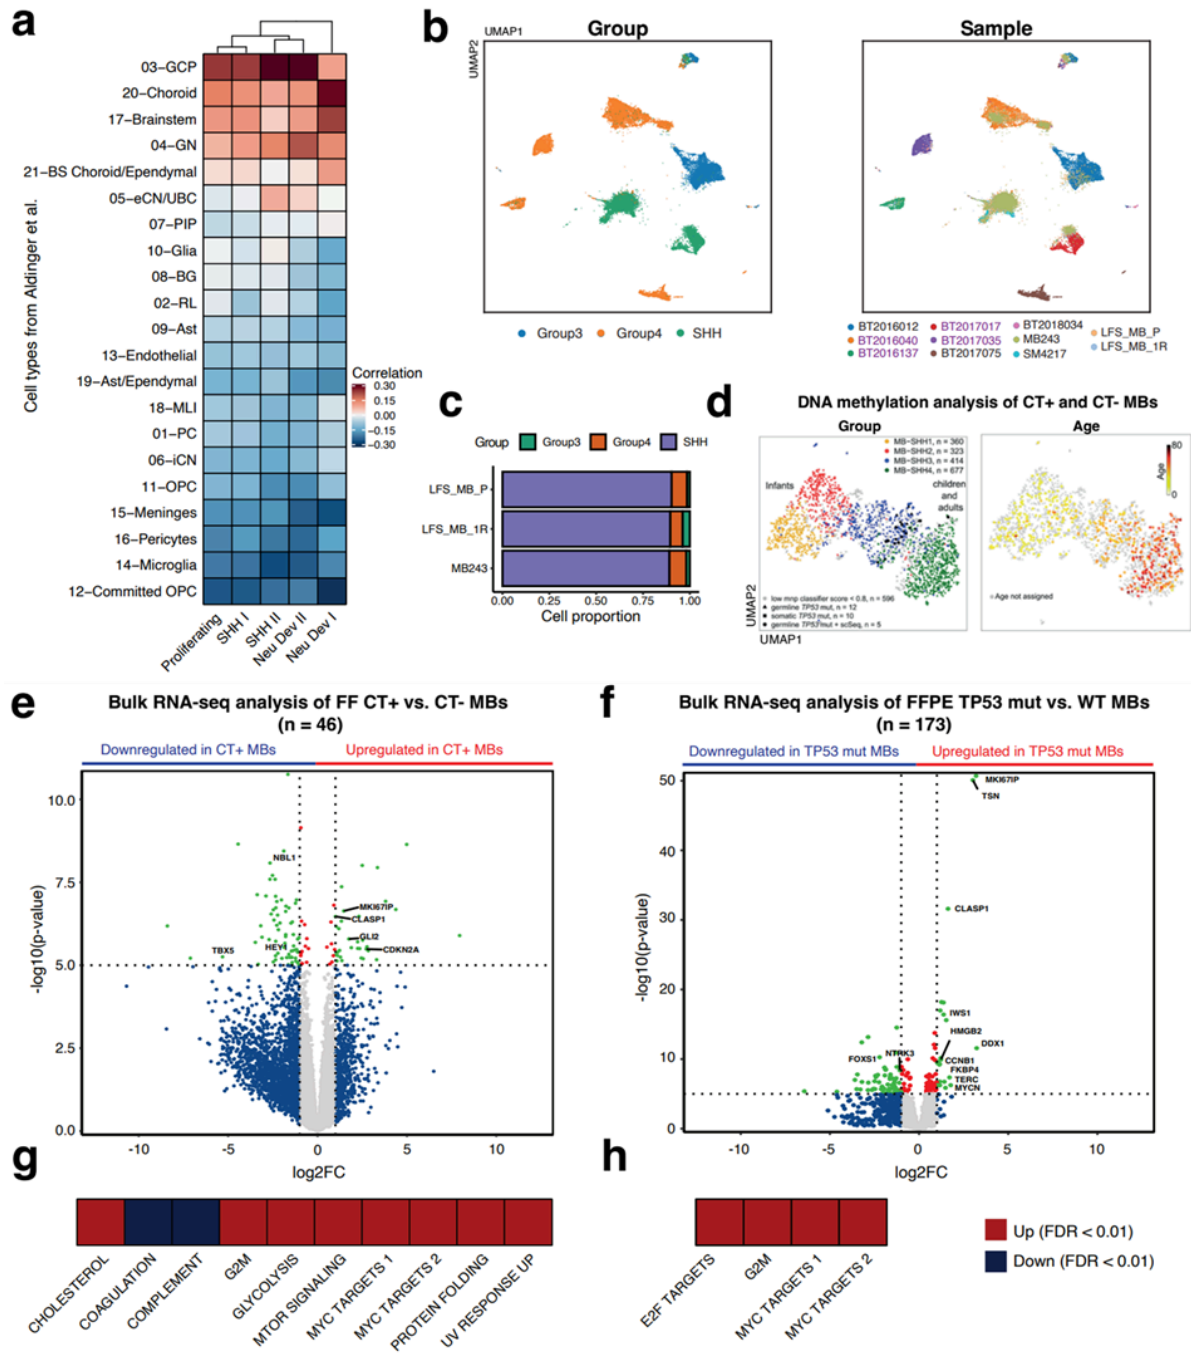 a
Cell types from Aldinger et al.
03-GCP
20-Choroid
17-Brainstem
04-GN
21-BS Choroid/Ependymal
05-eCN/UBC
07-PIP
10-Glia
08-BG
02-RL
09-Ast
13-Endothelial
19-Ast/Ependymal
18-MLI
01-PC
06-iCN
11-OPC
15-Meninges
16-Pericytes
14-Microglia
12-Committed OPC
Proliferating
SHH I
SHH II
Neu Dev II
Neu Dev I
Correlation
0.30
0.15
0.00
-0.15
-0.30
b
UMAP1
UMAP2
Group
Sample
Group3
Group4
SHH
BT2016012
BT2016040
BT2016137
BT2017017
BT2017035
BT2017075
BT2018034
MB243
SM4217
LFS_MB_P
LFS_MB_1R
c
Group
Group3
Group4
SHH
LFS_MB_P
LFS_MB_1R
MB243
0.00
0.25
0.50
0.75
1.00
Cell proportion
d
DNA methylation analysis of CT+ and CT- MBs
Group
Age
MB-SHH1, n = 360
MB-SHH2, n = 323
MB-SHH3, n = 414
MB-SHH4, n = 677
Infants
children
and
adults
low mnp classifier score < 0.8, n = 596
germline TP53 mut, n = 12
somatic TP53 mut, n = 10
germline TP53 mut + scSeq, n = 5
UMAP2
UMAP1
Age
80
0
Age not assigned
e
Bulk RNA-seq analysis of FF CT+ vs. CT- MBs
(n = 46)
Downregulated in CT+ MBs
Upregulated in CT+ MBs
-log10(p-value)
10.0
7.5
5.0
2.5
0.0
NBL1
MKI67IP
CLASP1
GLI2
HEY1
CDKN2A
TBX5
-10
-5
0
5
10
log2FC
f
Bulk RNA-seq analysis of FFPE TP53 mut vs. WT MBs
(n = 173)
Downregulated in TP53 mut MBs
Upregulated in TP53 mut MBs
-log10(p-value)
50
40
30
20
10
0
MKI67IP
TSN
CLASP1
IWS1
HMGB2
DDX1
FOXS1
NTRK3
CCNB1
FKBP4
TERC
MYCN
-10
-5
0
5
10
log2FC
g
CHOLESTEROL
COAGULATION
COMPLEMENT
G2M
GLYCOLYSIS
MTOR SIGNALING
MYC TARGETS 1
MYC TARGETS 2
PROTEIN FOLDING
UV RESPONSE UP
h
E2F TARGETS
G2M
MYC TARGETS 1
MYC TARGETS 2
Up (FDR < 0.01)
Down (FDR < 0.01)